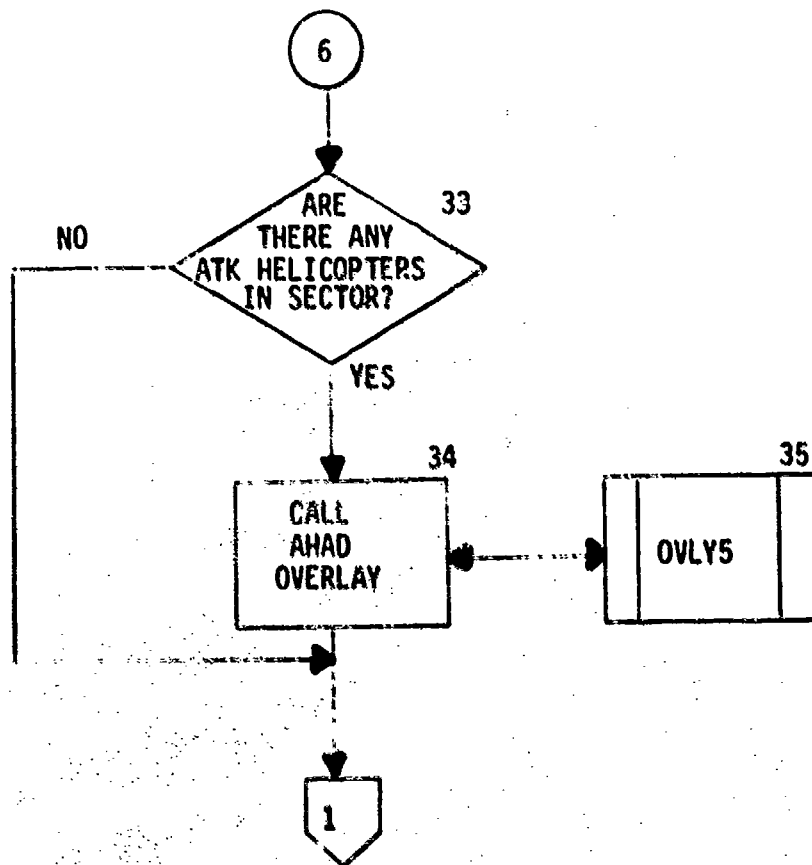 6
33
ARE
THERE ANY
ATK HELICOPTERS
IN SECTOR?
NO
YES
34
CALL
AHAD
OVERLAY
35
OVLY5
1